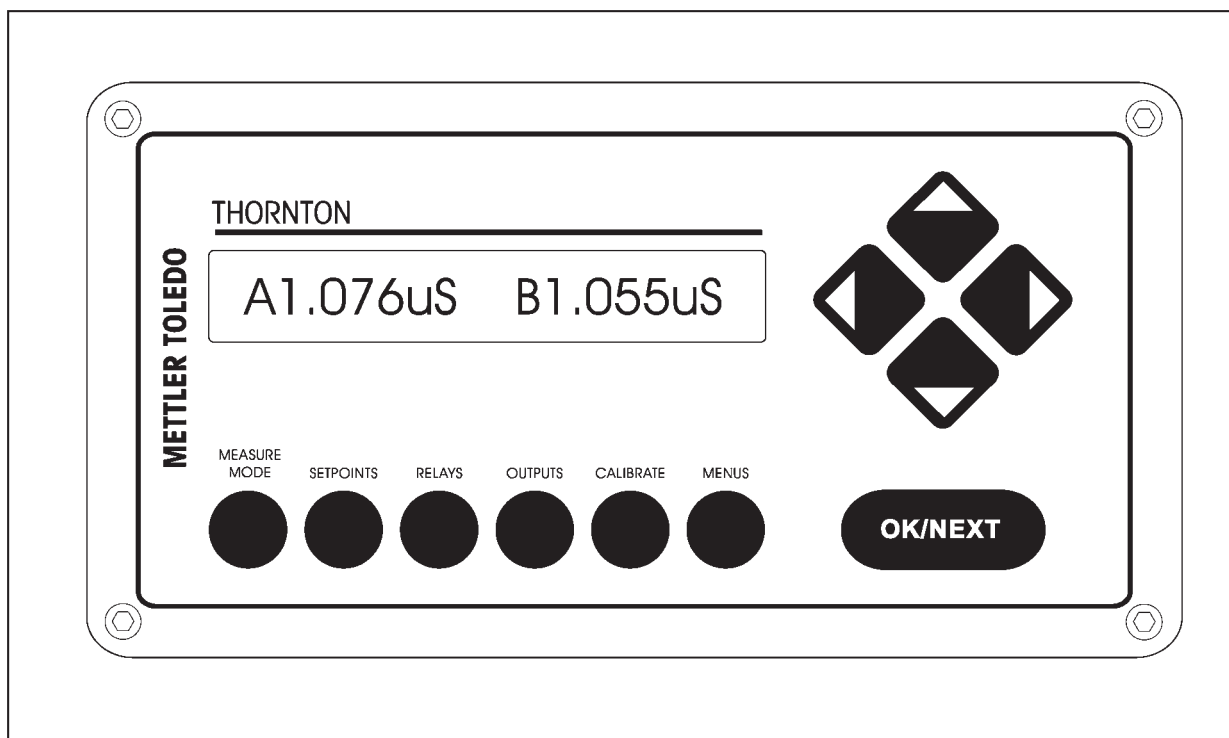 THORNTON
METTLER TOLEDO
A1.076uS B1.055uS
MEASURE
MODE
SETPOINTS
RELAYS
OUTPUTS
CALIBRATE
MENUS
OK/NEXT